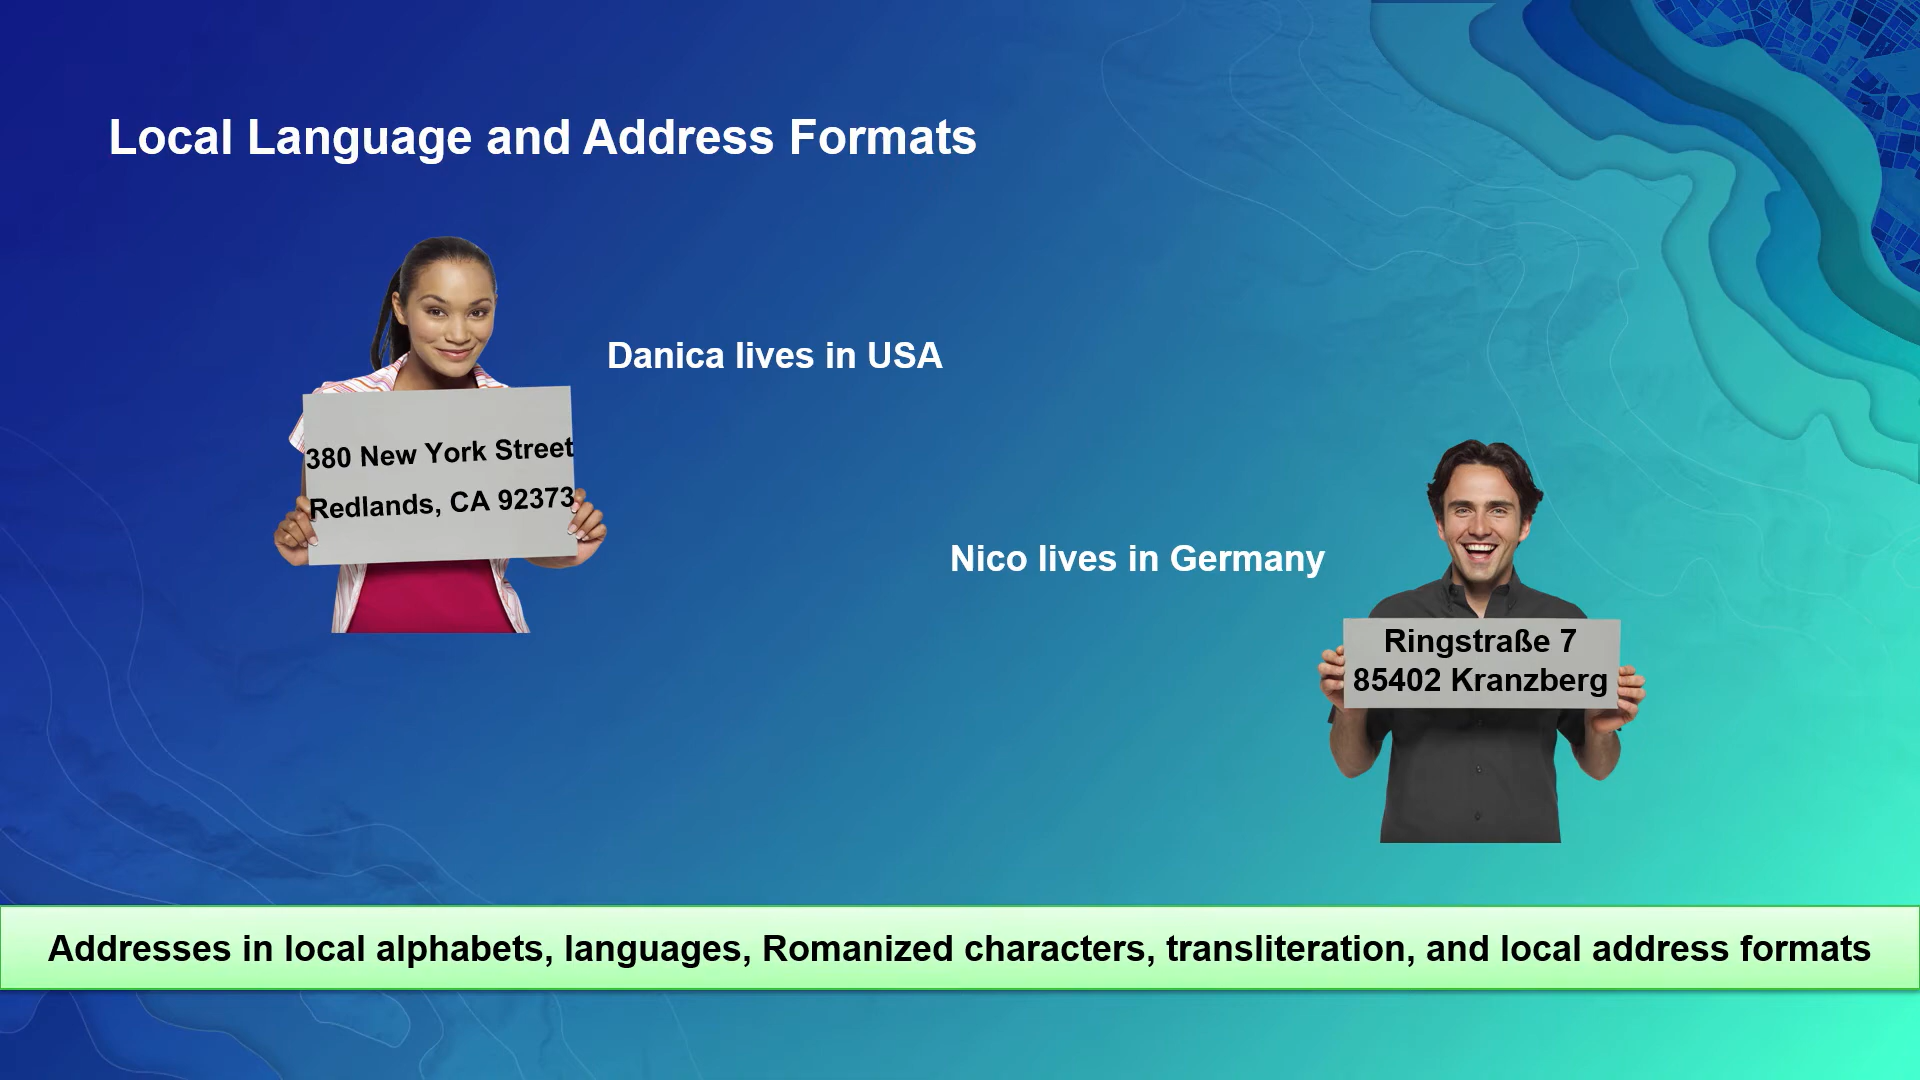 Local Language and Address Formats
Danica lives in USA
380 New York Street
Redlands, CA 92373
Nico lives in Germany
Ringstraße 7
85402 Kranzberg
Addresses in local alphabets, languages, Romanized characters, transliteration, and local address formats